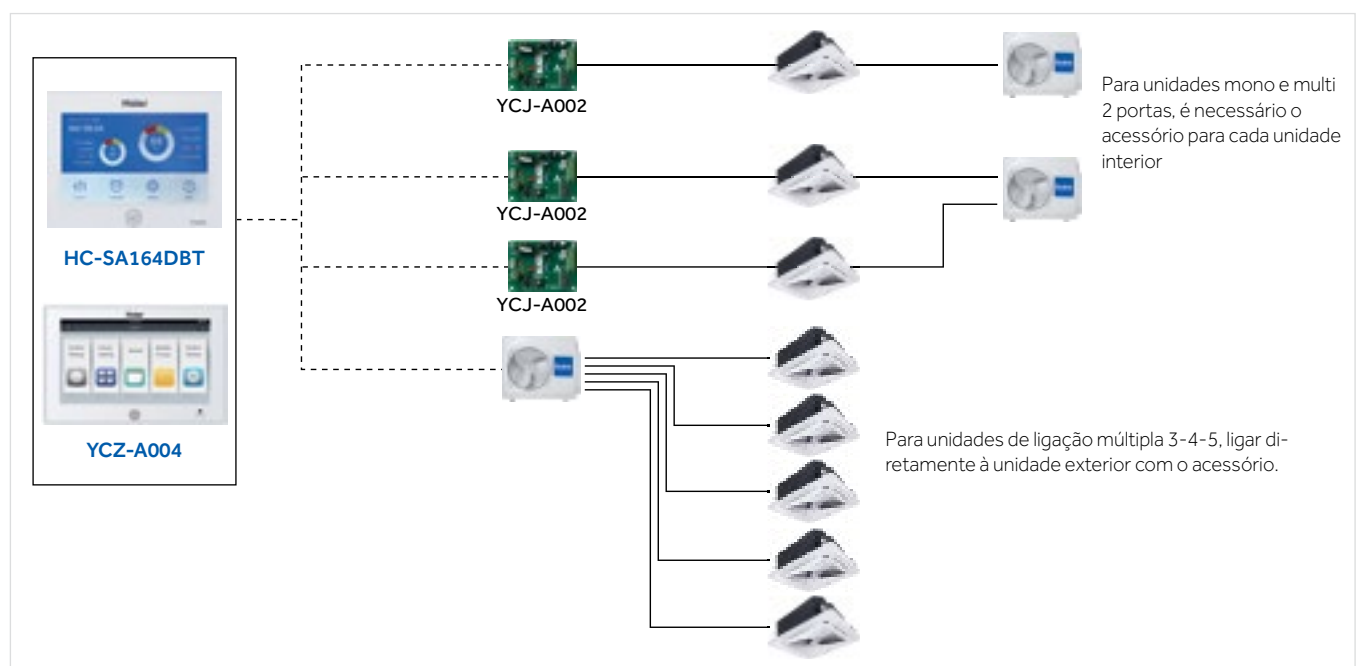 Haier
HC-SA164DBT
YCZ-A004
YCJ-A002
YCJ-A002
YCJ-A002
Para unidades mono e multi
2 portas, é necessário o
acessório para cada unidade
interior
Para unidades de ligação múltipla 3-4-5, ligar di-
retamente à unidade exterior com o acessório.